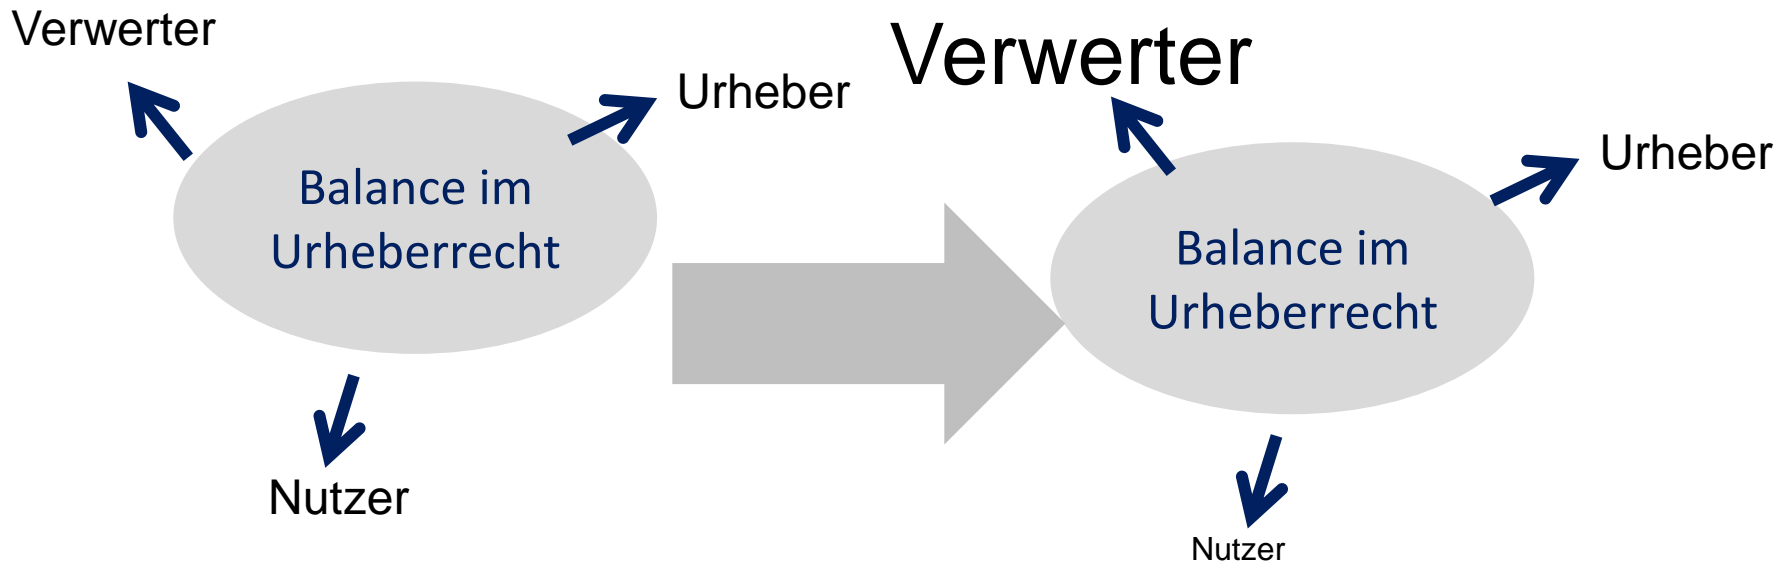 Verwerter
Urheber
Balance im
Urheberrecht
Nutzer
Verwerter
Urheber
Balance im
Urheberrecht
Nutzer